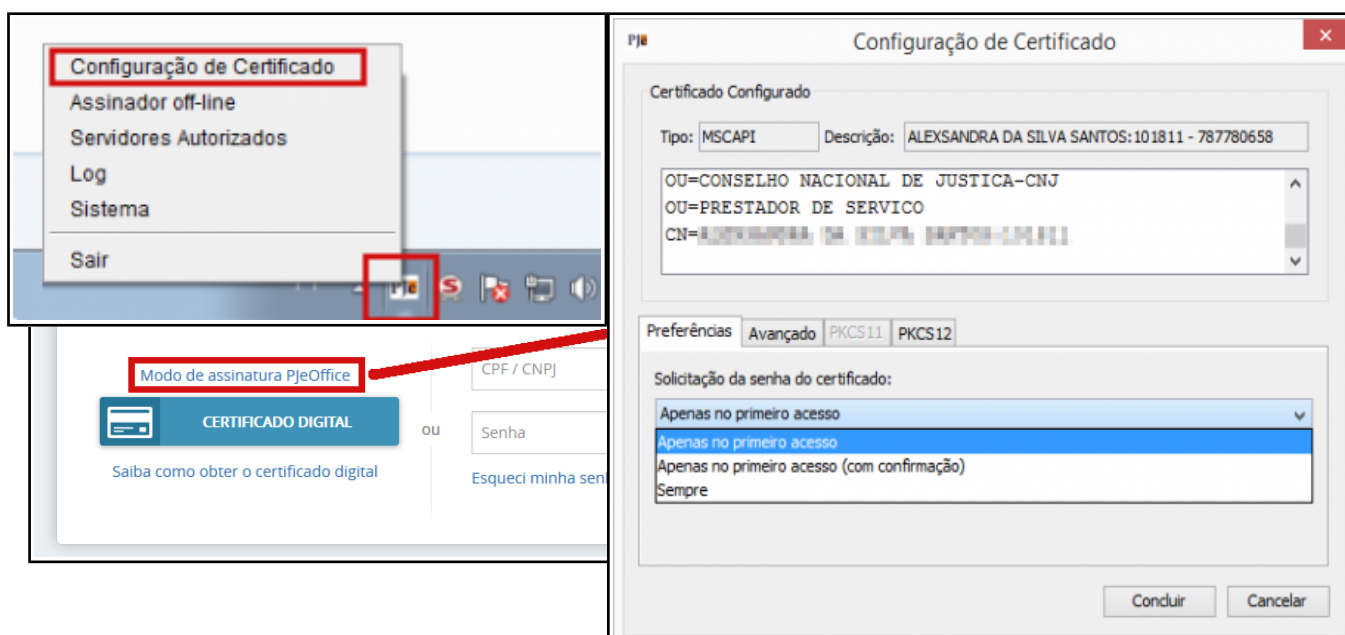 Configuração de Certificado
Assinador off-line
Servidores Autorizados
Log
Sistema
Sair
PJe
Modo de assinatura PJeOffice
CERTIFICADO DIGITAL
Saiba como obter o certificado digital
ou
CPF / CNPJ
Senha
Esqueci minha senh
PJe
Configuração de Certificado
Certificado Configurado
Tipo: MSCAPI Descrição: ALEXSANDRA DA SILVA SANTOS:101811 - 787780658
OU=CONSELHO NACIONAL DE JUSTICA-CNJ
OU=PRESTADOR DE SERVICO
CN=
Preferências Avançado PKCS11 PKCS12
Solicitação da senha do certificado:
Apenas no primeiro acesso
Apenas no primeiro acesso
Apenas no primeiro acesso (com confirmação)
Sempre
Concluir Cancelar